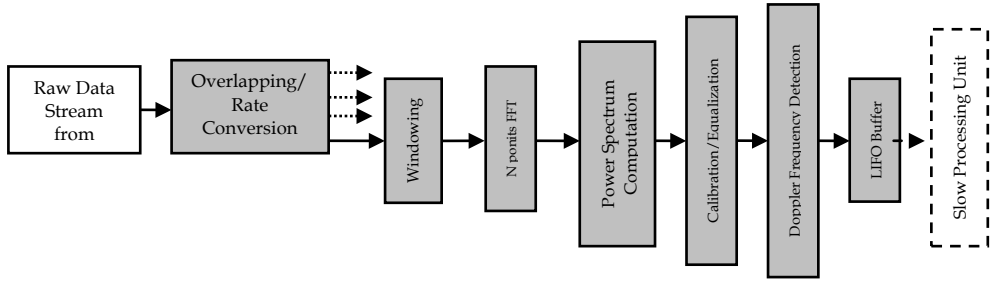 Raw Data
Stream
from
Overlapping/
Rate
Conversion
Windowing
N ponits FFT
Power Spectrum
Computation
Calibration/Equalization
Doppler Frequency Detection
LIFO Buffer
Slow Processing Unit